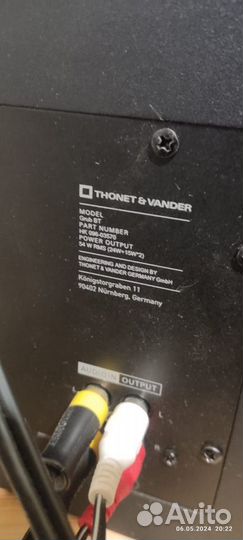 THONET & VANDER
MODEL
Grub BT
PART NUMBER
HK 096-03570
POWER OUTPUT
54 W RMS (24W+15W*2)
ENGINEERING AND DESIGN BY
THONET & VANDER GERMANY GmbH
Königstorgraben 11
90402 Nürnberg, Germany
AUDIO IN OUTPUT
L L
R
06.05.2024 20:22
Avito